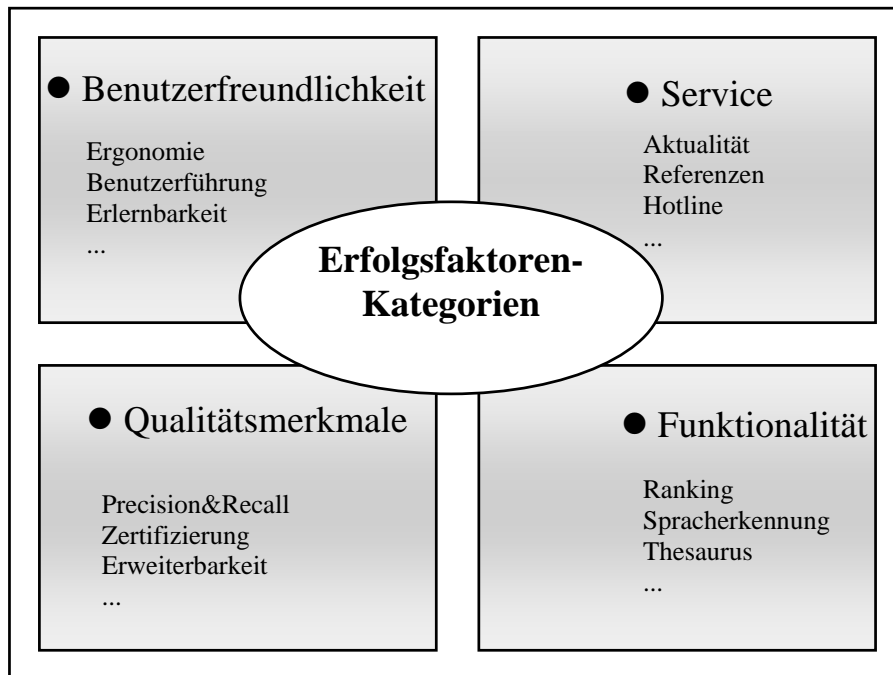 ● Benutzerfreundlichkeit
Ergonomie
Benutzerführung
Erlernbarkeit
...
● Service
Aktualität
Referenzen
Hotline
...
Erfolgsfaktoren-
Kategorien
● Qualitätsmerkmale
Precision&Recall
Zertifizierung
Erweiterbarkeit
...
● Funktionalität
Ranking
Spracherkennung
Thesaurus
...